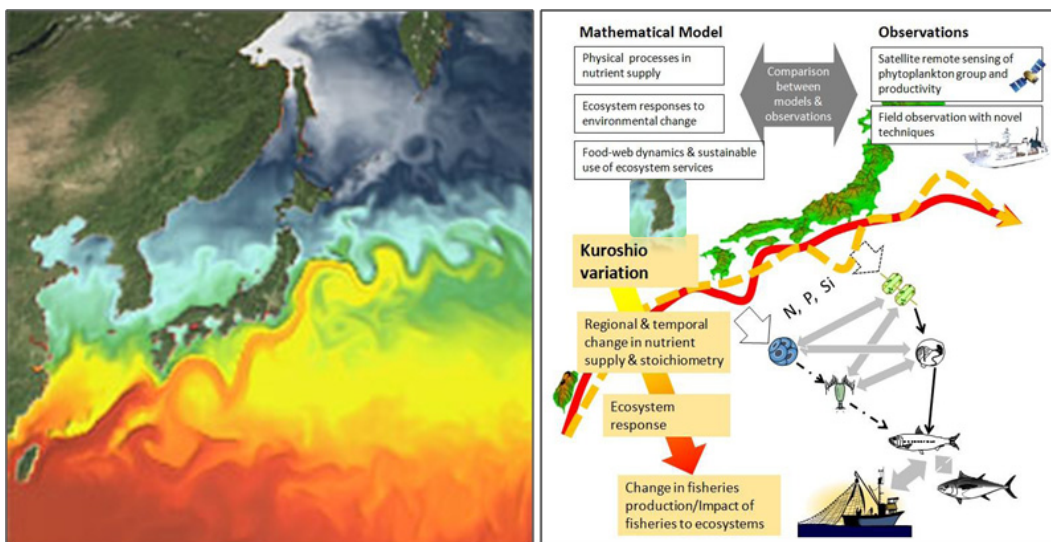 Mathematical Model
Physical processes in
nutrient supply
Ecosystem responses to
environmental change
Food-web dynamics & sustainable
use of ecosystem services
Comparison
between
models &
observations
Observations
Satellite remote sensing of
phytoplankton group and
productivity
Field observation with novel
techniques
Kuroshio
variation
N, P, Si
Regional & temporal
change in nutrient
supply & stoichiometry
Ecosystem
response
Change in fisheries
production/Impact of
fisheries to ecosystems